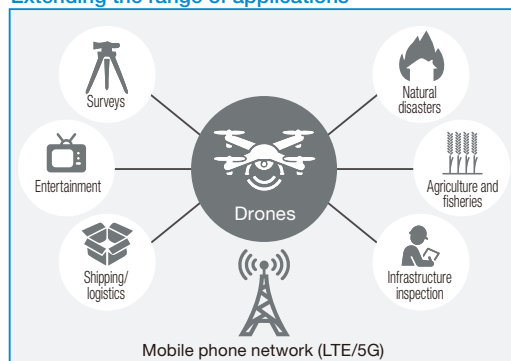 Extending the range of applications
Surveys
Natural
disasters
Entertainment
Drones
Agriculture and
fisheries
Shipping/
logistics
Infrastructure
inspection
Mobile phone network (LTE/5G)